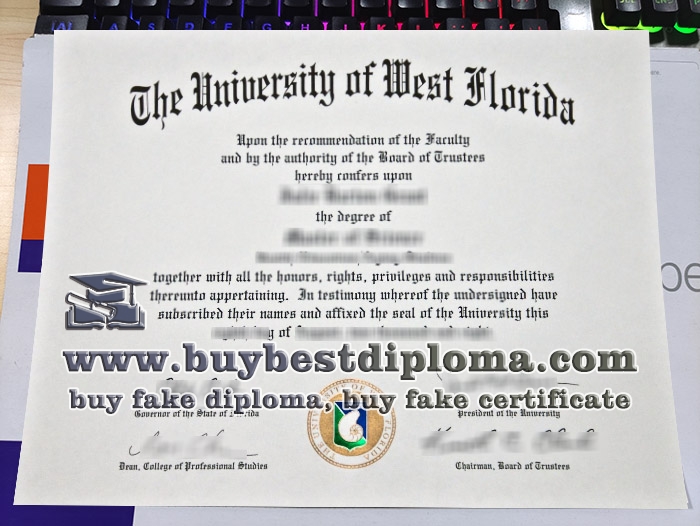 The University of West Florida
Upon the recommendation of the Faculty
and by the authority of the Board of Trustees
hereby confers upon
the degree of
together with all the honors, rights, privileges and responsibilities
thereunto appertaining. In testimony whereof the undersigned have
subscribed their names and affixed the seal of the University this
of
www.buybestdiploma.com
buy fake diploma, buy fake certificate
Governor of the State of
President of the University
Dean, College of Professional Studies
Chairman, Board of Trustees